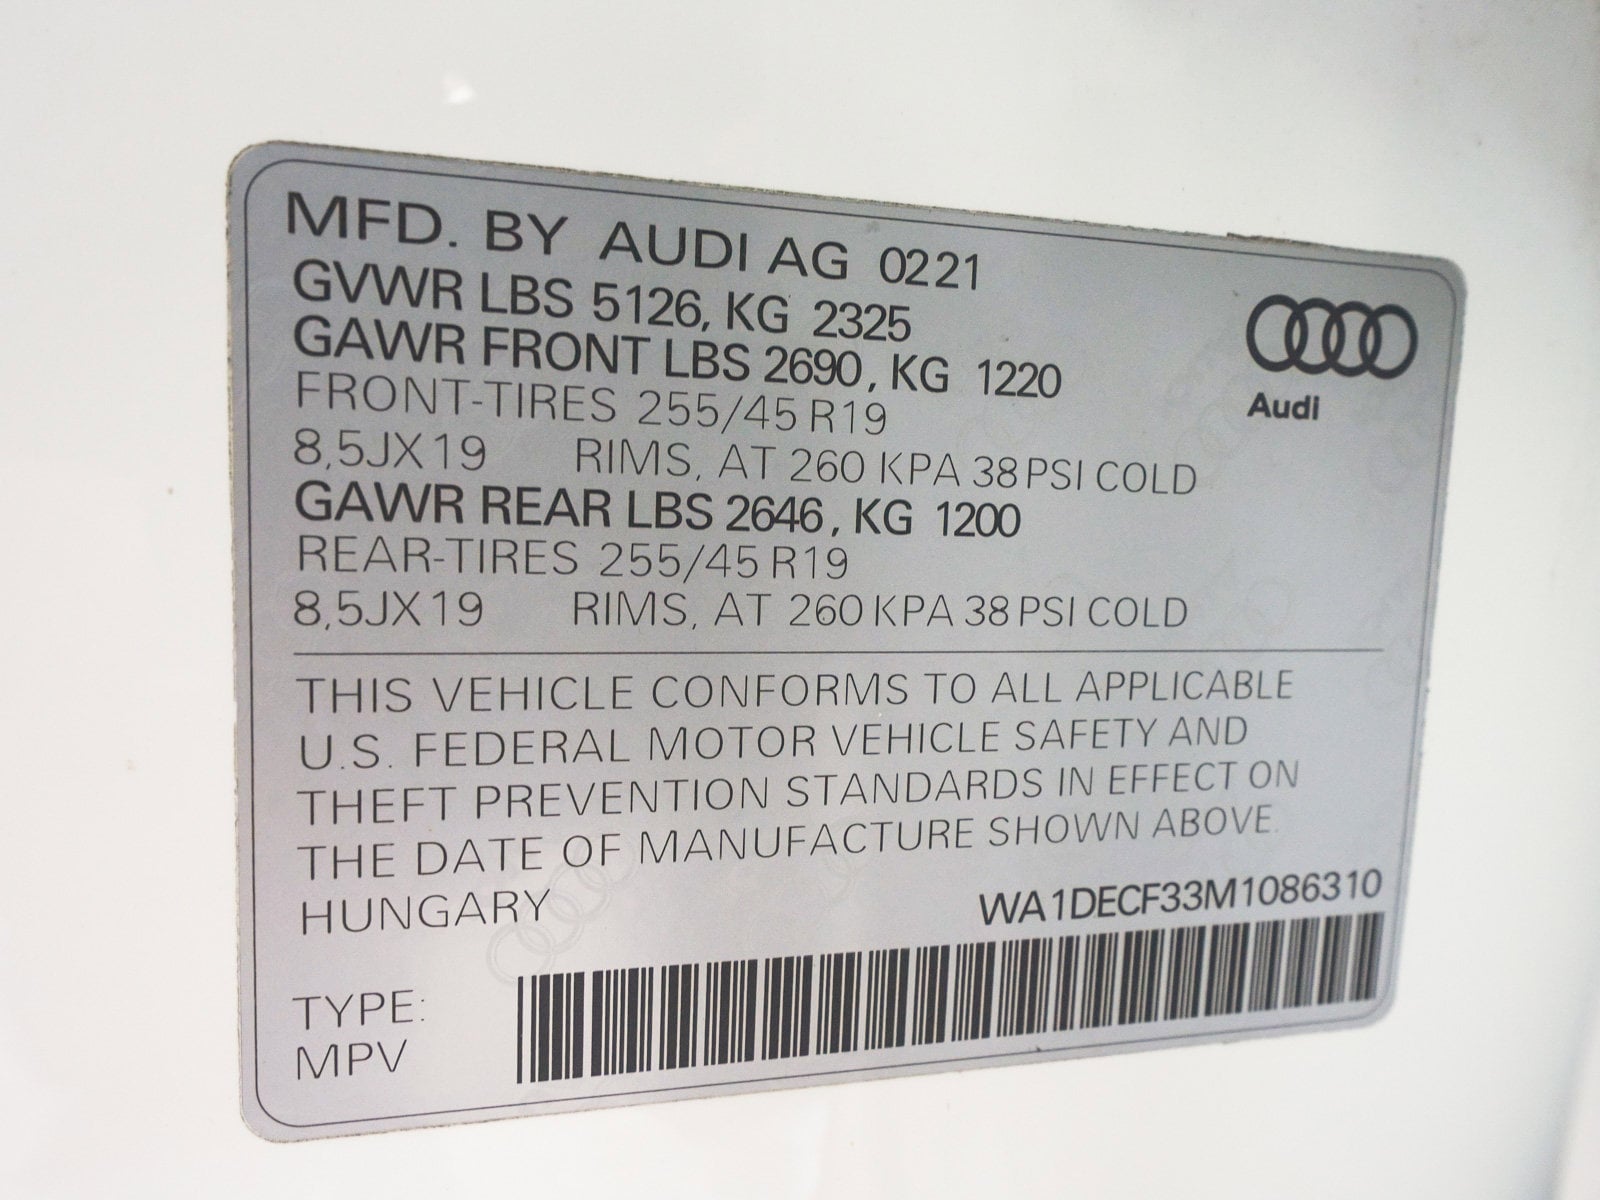 MFD. BY AUDI AG 0221
GVWR LBS 5126, KG 2325
GAWR FRONT LBS 2690, KG 1220
FRONT-TIRES 255/45 R19
8,5JX19 RIMS, AT 260 KPA 38 PSI COLD
GAWR REAR LBS 2646, KG 1200
REAR-TIRES 255/45 R19
8,5JX19 RIMS, AT 260 KPA 38 PSI COLD
Audi
THIS VEHICLE CONFORMS TO ALL APPLICABLE
U.S. FEDERAL MOTOR VEHICLE SAFETY AND
THEFT PREVENTION STANDARDS IN EFFECT ON
THE DATE OF MANUFACTURE SHOWN ABOVE.
HUNGARY
WA1DECF33M1086310
TYPE:
MPV